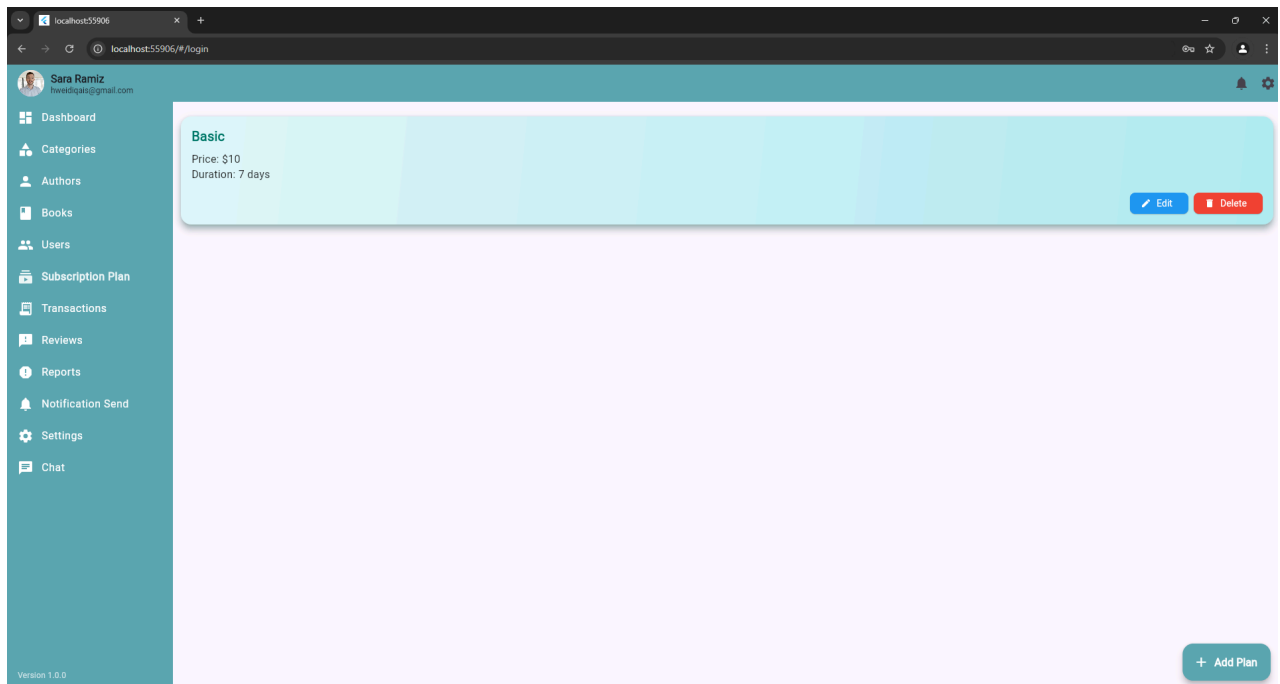 localhost:55906
localhost:55906/#/login
Sara Ramiz
hweidiqais@gmail.com
Dashboard
Categories
Authors
Books
Users
Subscription Plan
Transactions
Reviews
Reports
Notification Send
Settings
Chat
Version 1.0.0
Basic
Price: $10
Duration: 7 days
Edit
Delete
+ Add Plan